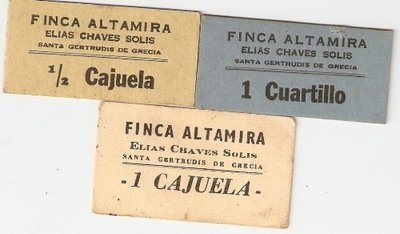 FINCA ALTAMIRA
ELIAS CHAVES SOLIS
SANTA GERTRUDIS DE GRECIA
1/2 Cajuela
FINCA ALTAMIRA
ELIAS CHAVES SOLIS
SANTA GERTRUDIS DE GRECIA
1 Cuartillo
FINCA ALTAMIRA
ELIAS CHAVES SOLIS
SANTA GERTRUDIS DE GRECIA
- 1 CAJUELA -